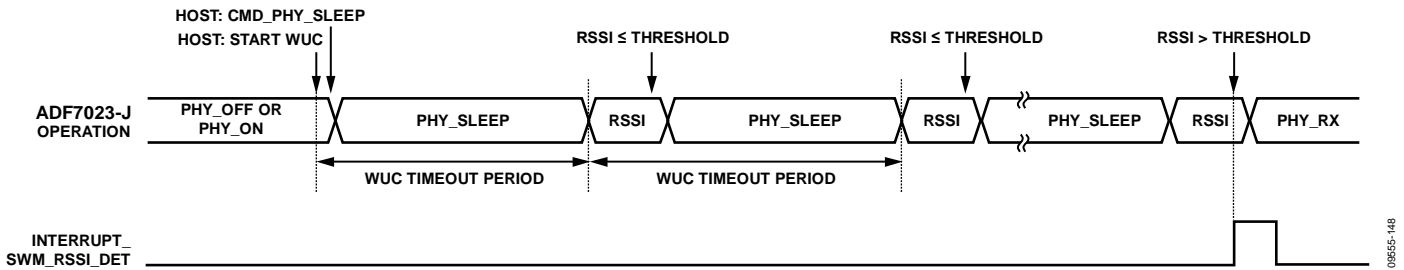 HOST: CMD_PHY_SLEEP
HOST: START WUC
RSSI ≤ THRESHOLD
RSSI ≤ THRESHOLD
RSSI > THRESHOLD
ADF7023-J
OPERATION
PHY_OFF OR
PHY_ON
PHY_SLEEP
RSSI
PHY_SLEEP
RSSI
PHY_SLEEP
RSSI
PHY_RX
WUC TIMEOUT PERIOD
WUC TIMEOUT PERIOD
INTERRUPT_
SWM_RSSI_DET
09555-148